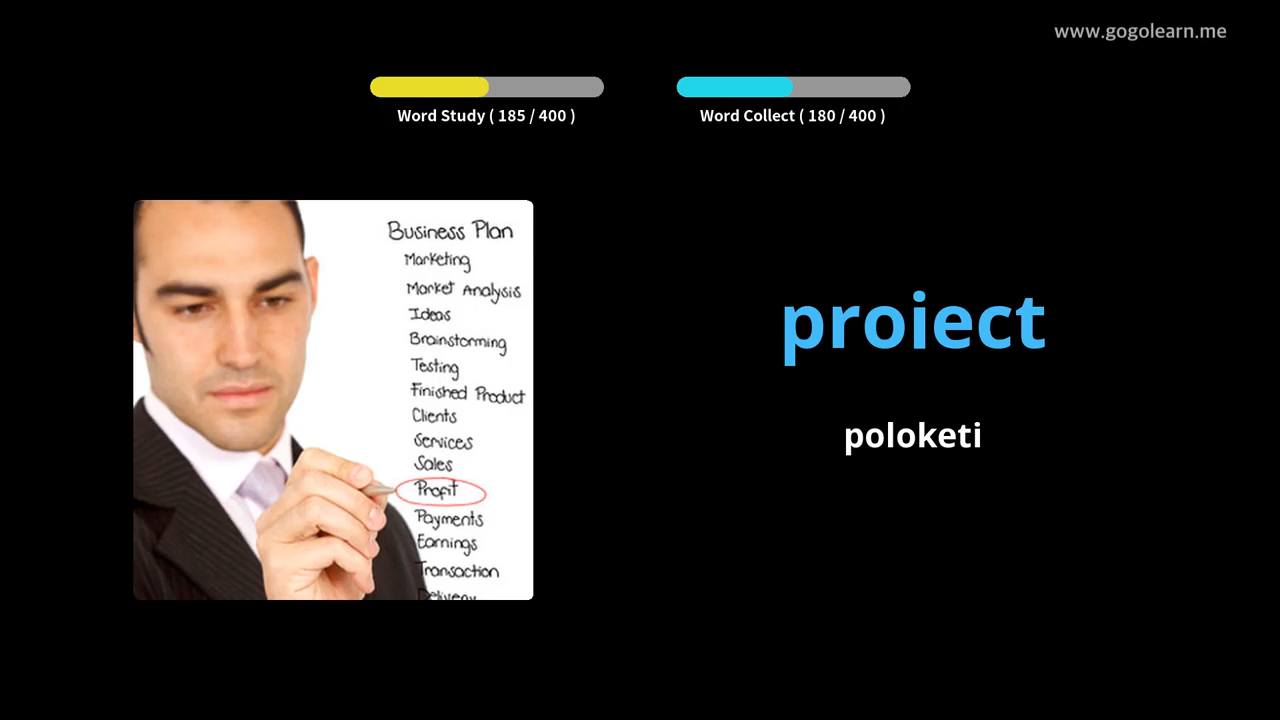 www.gogolearn.me
Word Study ( 185 / 400 )
Word Collect ( 180 / 400 )
Business Plan
Marketing
Market Analysis
Ideas
Brainstorming
Testing
Finished Product
Clients
Services
Sales
Profit
Payments
Earnings
Transaction
Delivery
proiect
poloketi